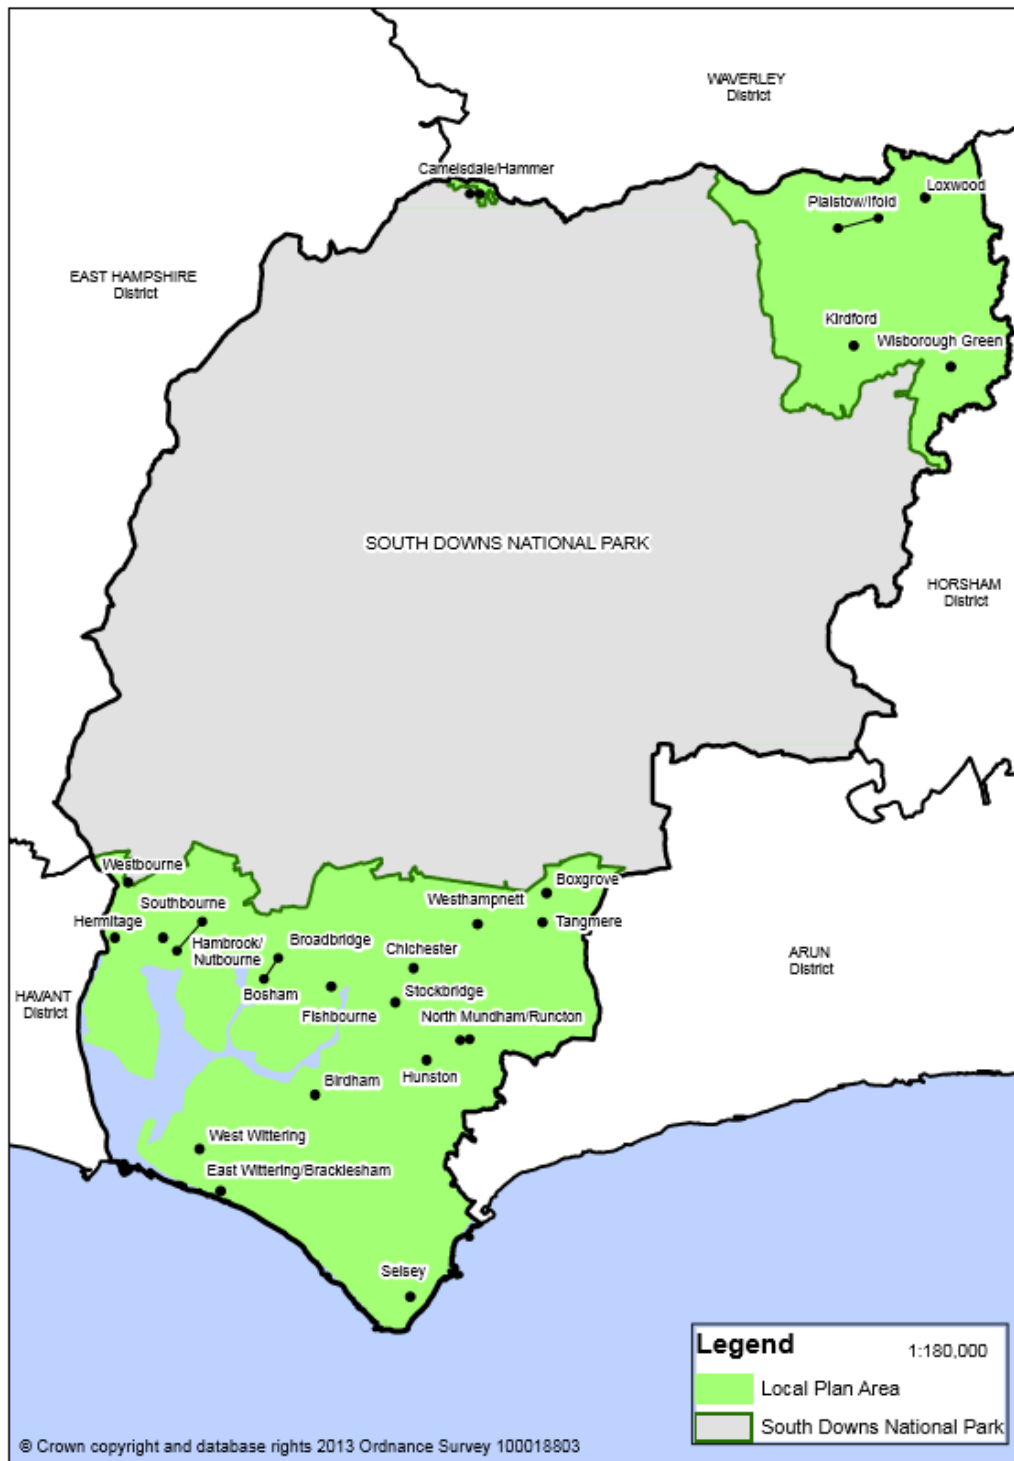 WAVERLEY
District
Camelsdale/Hammer
Loxwood
Plaistow/Ifold
EAST HAMPSHIRE
District
Kirdford
Wisborough Green
SOUTH DOWNS NATIONAL PARK
HORSHAM
District
Westbourne
Boxgrove
Westhampnett
Southbourne
Hermitage
Tangmere
Hambrook/
Nutbourne
Broadbridge
Chichester
ARUN
District
HAVANT
District
Bosham
Stockbridge
Fishbourne
North Mundham/Runcton
Hunston
Birdham
West Wittering
East Wittering/Bracklesham
Selsey
Legend
1:180,000
Local Plan Area
South Downs National Park
© Crown copyright and database rights 2013 Ordnance Survey 100018803